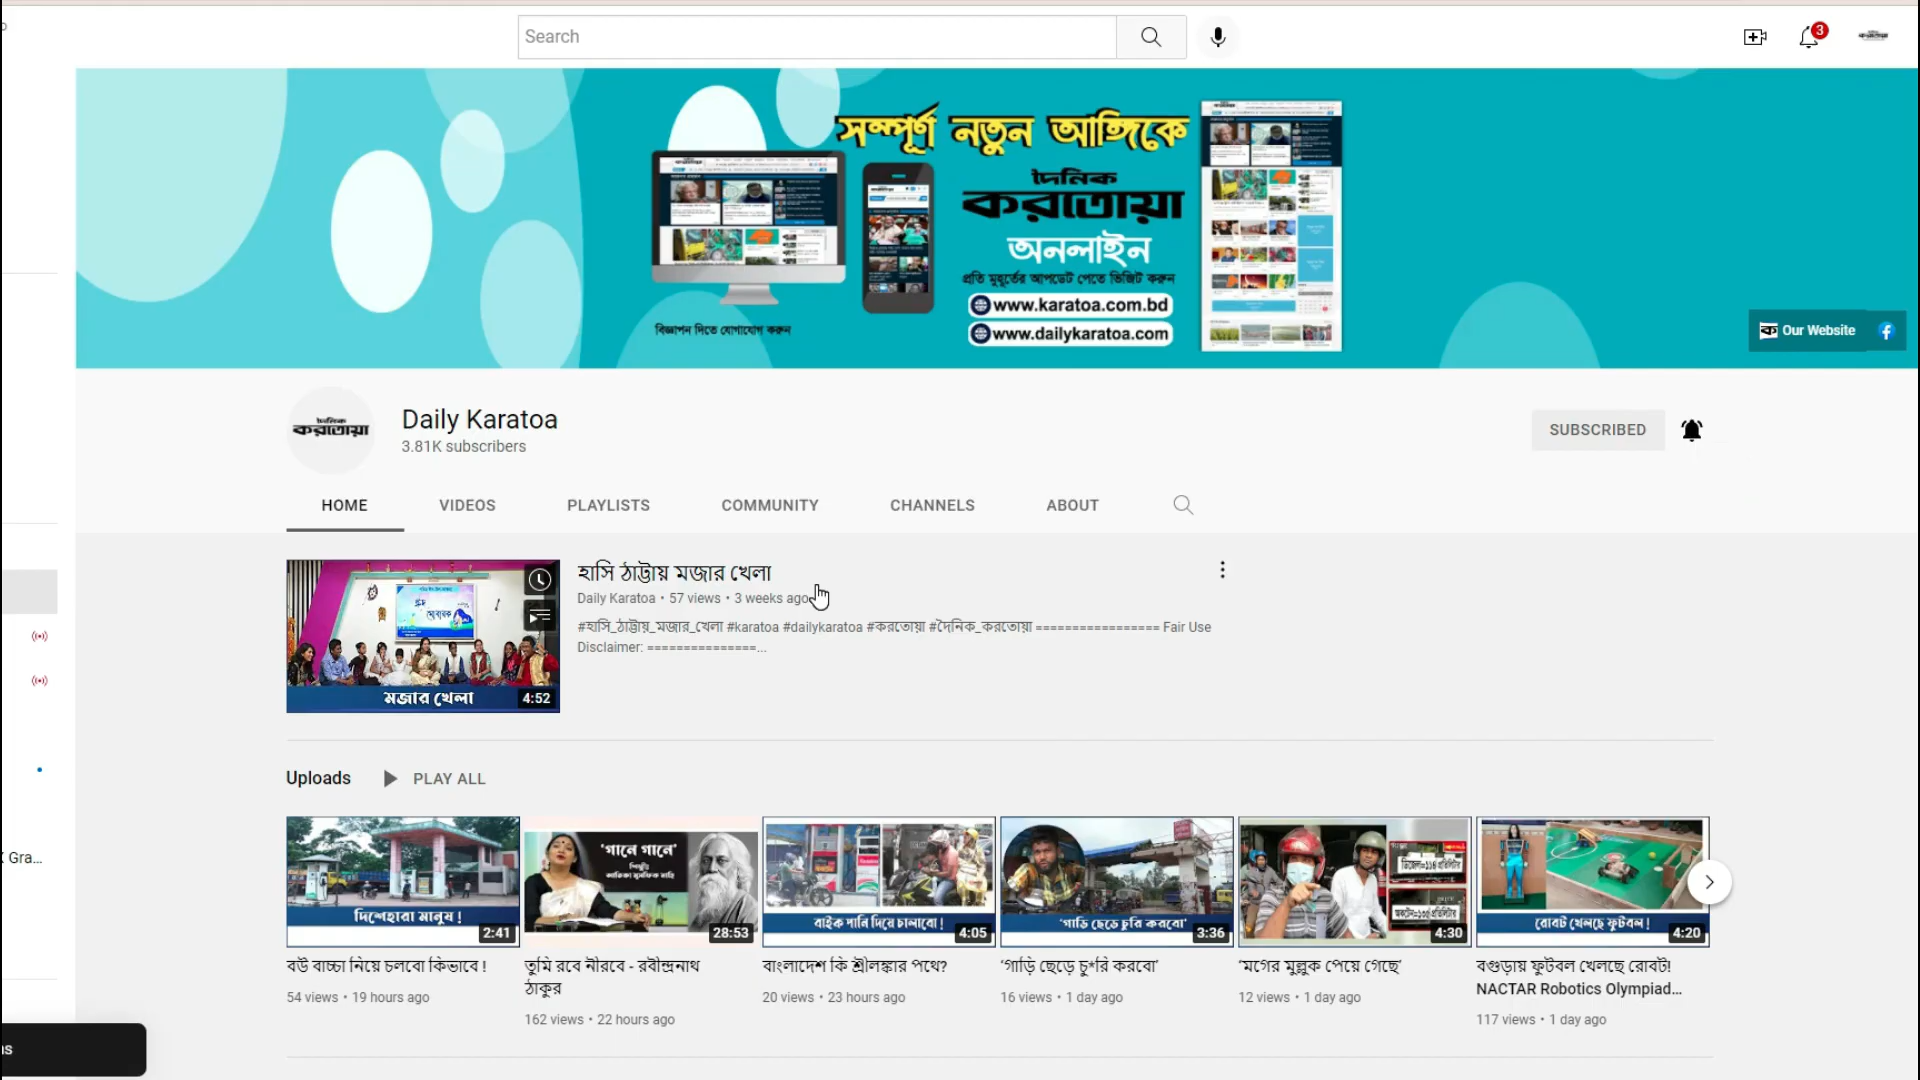 Search
3
সম্পূর্ণ নতুন আঙ্গিকে
দৈনিক
করতোয়া
অনলাইন
প্রতি মুহূর্তের আপডেট পেতে ভিজিট করুন
www.karatoa.com.bd
www.dailykaratoa.com
বিজ্ঞাপন দিতে যোগাযোগ করুন
Our Website
দৈনিক
করতোয়া
Daily Karatoa
3.81K subscribers
SUBSCRIBED
HOME VIDEOS PLAYLISTS COMMUNITY CHANNELS ABOUT
হাসি ঠাট্টায় মজার খেলা
Daily Karatoa • 57 views • 3 weeks ago
#হাসি_ঠাট্টায়_মজার_খেলা #karatoa #dailykaratoa #করতোয়া #দৈনিক_করতোয়া ================= Fair Use
Disclaimer: ===============...
মজার খেলা
4:52
Uploads PLAY ALL
Gra...
দিশেহারা মানুষ !
2:41
'গানে গানে'
28:53
বাইক পানি দিয়ে চালাবো !
4:05
'গাড়ি ছেড়ে চুরি করবো'
3:36
4:30
রোবট খেলছে ফুটবল !
4:20
বউ বাচ্চা নিয়ে চলবো কিভাবে !
54 views • 19 hours ago
তুমি রবে নীরবে - রবীন্দ্রনাথ
ঠাকুর
162 views • 22 hours ago
বাংলাদেশ কি শ্রীলঙ্কার পথে?
20 views • 23 hours ago
'গাড়ি ছেড়ে চু*রি করবো'
16 views • 1 day ago
'মগের মুল্লুক পেয়ে গেছে'
12 views • 1 day ago
বগুড়ায় ফুটবল খেলছে রোবট!
NACTAR Robotics Olympiad...
117 views • 1 day ago